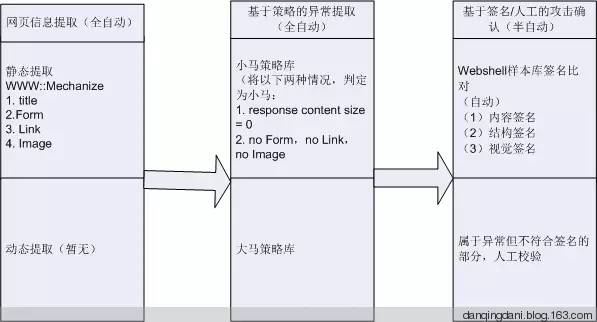 网页信息提取（全自动）
静态提取
WWW::Mechanize
1. title
2.Form
3. Link
4. Image
动态提取（暂无）
基于策略的异常提取
（全自动）
小马策略库
（将以下两种情况，判定
为小马：
1. response content size
= 0
2. no Form，no Link，
no Image
大马策略库
基于签名/人工的攻击确
认（半自动）
Webshell样本库签名比
对
（自动）
（1）内容签名
（2）结构签名
（3）视觉签名
属于异常但不符合签名的
部分，人工校验
danqingdani.blog.163.com